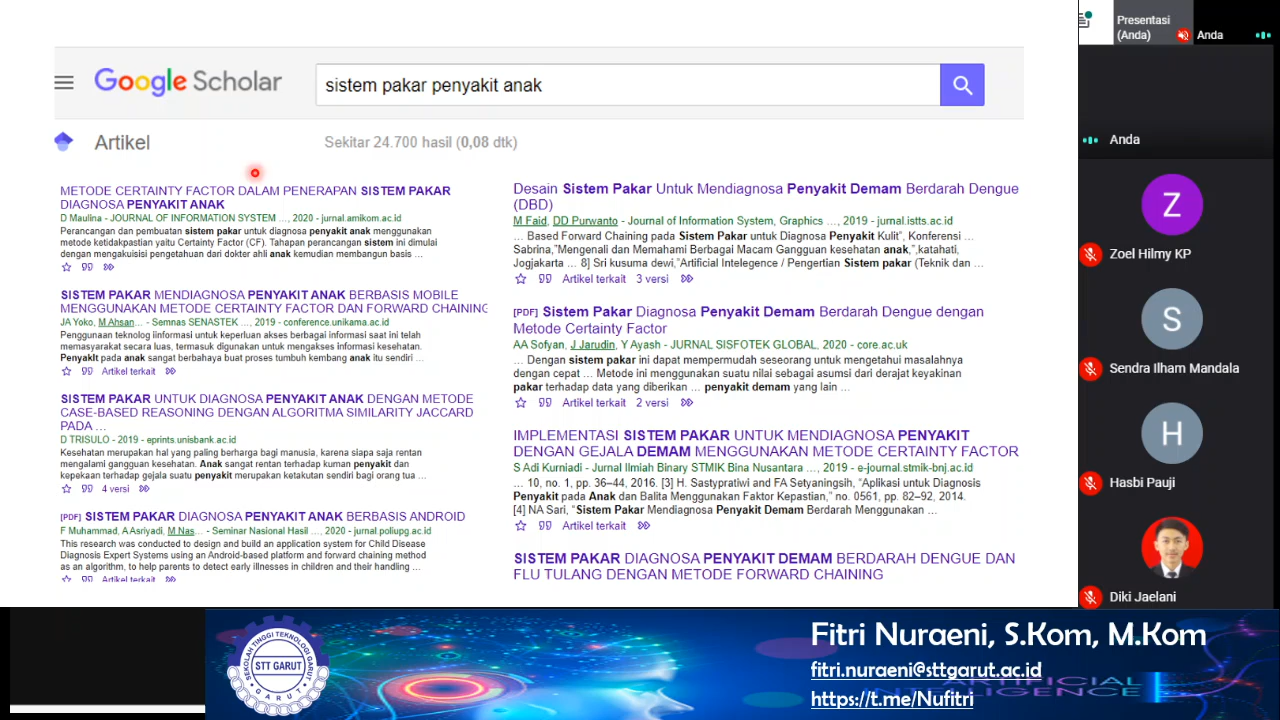 Google Scholar
sistem pakar penyakit anak
Artikel
Sekitar 24.700 hasil (0,08 dtk)
METODE CERTAINTY FACTOR DALAM PENERAPAN SISTEM PAKAR
DIAGNOSA PENYAKIT ANAK
D Maulina - JOURNAL OF INFORMATION SYSTEM ..., 2020 - jurnal.amikom.ac.id
Perancangan dan pembuatan sistem pakar untuk diagnosa penyakit anak menggunakan
metode ketidakpastian yaitu Certainty Factor (CF). Tahapan perancangan sistem ini dimulai
dengan mengakuisisi pengetahuan dari dokter ahli anak kemudian membangun basis ...
SISTEM PAKAR MENDIAGNOSA PENYAKIT ANAK BERBASIS MOBILE
MENGGUNAKAN METODE CERTAINTY FACTOR DAN FORWARD CHAINING
JA Yoko, M Ahsan... - Semnas SENASTEK ..., 2019 - conference.unikama.ac.id
Penggunaan teknolog iinformasi untuk keperluan akses berbagai informasi saat ini telah
memasyarakat secara luas, termasuk digunakan untuk mengakses informasi kesehatan.
Penyakit pada anak sangat berbahaya buat proses tumbuh kembang anak itu sendiri ...
Artikel terkait
SISTEM PAKAR UNTUK DIAGNOSA PENYAKIT ANAK DENGAN METODE
CASE-BASED REASONING DENGAN ALGORITMA SIMILARITY JACCARD
PADA ...
D TRISULO - 2019 - eprints.unisbank.ac.id
Kesehatan merupakan hal yang paling berharga bagi manusia, karena siapa saja rentan
mengalami gangguan kesehatan. Anak sangat rentan terhadap kuman penyakit dan
kepekaan terhadap gejala suatu penyakit merupakan ketakutan sendiri bagi orang tua ...
4 versi
[PDF] SISTEM PAKAR DIAGNOSA PENYAKIT ANAK BERBASIS ANDROID
F Muhammad, A Asriyadi, M Nas... - Seminar Nasional Hasil ..., 2020 - jurnal.poliupg.ac.id
This research was conducted to design and build an application system for Child Disease
Diagnosis Expert Systems using an Android-based platform and forward chaining method
as an algorithm, to help parents to detect early illnesses in children and their handling ...
Artikel terkait
Desain Sistem Pakar Untuk Mendiagnosa Penyakit Demam Berdarah Dengue
(DBD)
M Faid, DD Purwanto - Journal of Information System, Graphics ..., 2019 - jurnal.istts.ac.id
... Based Forward Chaining pada Sistem Pakar untuk Diagnosa Penyakit Kulit", Konferensi ...
Sabrina,"Mengenali dan Memahami Berbagai Macam Gangguan kesehatan anak,",katahati,
Jogjakarta ... 8] Sri kusuma dewi,"Artificial Intelegence / Pengertian Sistem pakar (Teknik dan ...
Artikel terkait 3 versi
[PDF] Sistem Pakar Diagnosa Penyakit Demam Berdarah Dengue dengan
Metode Certainty Factor
AA Sofyan, J Jarudin, Y Ayash - JURNAL SISFOTEK GLOBAL, 2020 - core.ac.uk
... Dengan sistem pakar ini dapat mempermudah seseorang untuk mengetahui masalahnya
dengan cepat ... Metode ini menggunakan suatu nilai sebagai asumsi dari derajat keyakinan
pakar terhadap data yang diberikan ... penyakit demam yang lain ...
Artikel terkait 2 versi
IMPLEMENTASI SISTEM PAKAR UNTUK MENDIAGNOSA PENYAKIT
DENGAN GEJALA DEMAM MENGGUNAKAN METODE CERTAINTY FACTOR
S Adi Kurniadi - Jurnal Ilmiah Binary STMIK Bina Nusantara ..., 2019 - e-journal.stmik-bnj.ac.id
... 10, no. 1, pp. 36–44, 2016. [3] H. Sastypratiwi and FA Setyaningsih, "Aplikasi untuk Diagnosis
Penyakit pada Anak dan Balita Menggunakan Faktor Kepastian," no. 0561, pp. 82–92, 2014.
[4] NA Sari, "Sistem Pakar Mendiagnosa Penyakit Demam Berdarah Menggunakan ...
Artikel terkait
SISTEM PAKAR DIAGNOSA PENYAKIT DEMAM BERDARAH DENGUE DAN
FLU TULANG DENGAN METODE FORWARD CHAINING
Presentasi
(Anda)
Anda
Anda
Z
Zoel Hilmy KP
S
Sendra Ilham Mandala
H
Hasbi Pauji
Diki Jaelani
SEKOLAH TINGGI TEKNOLOGI GARUT
STT GARUT
GARUT
Fitri Nuraeni, S.Kom, M.Kom
fitri.nuraeni@sttgarut.ac.id
https://t.me/Nufitri
ARTIFICIAL
INTELLIGENCE